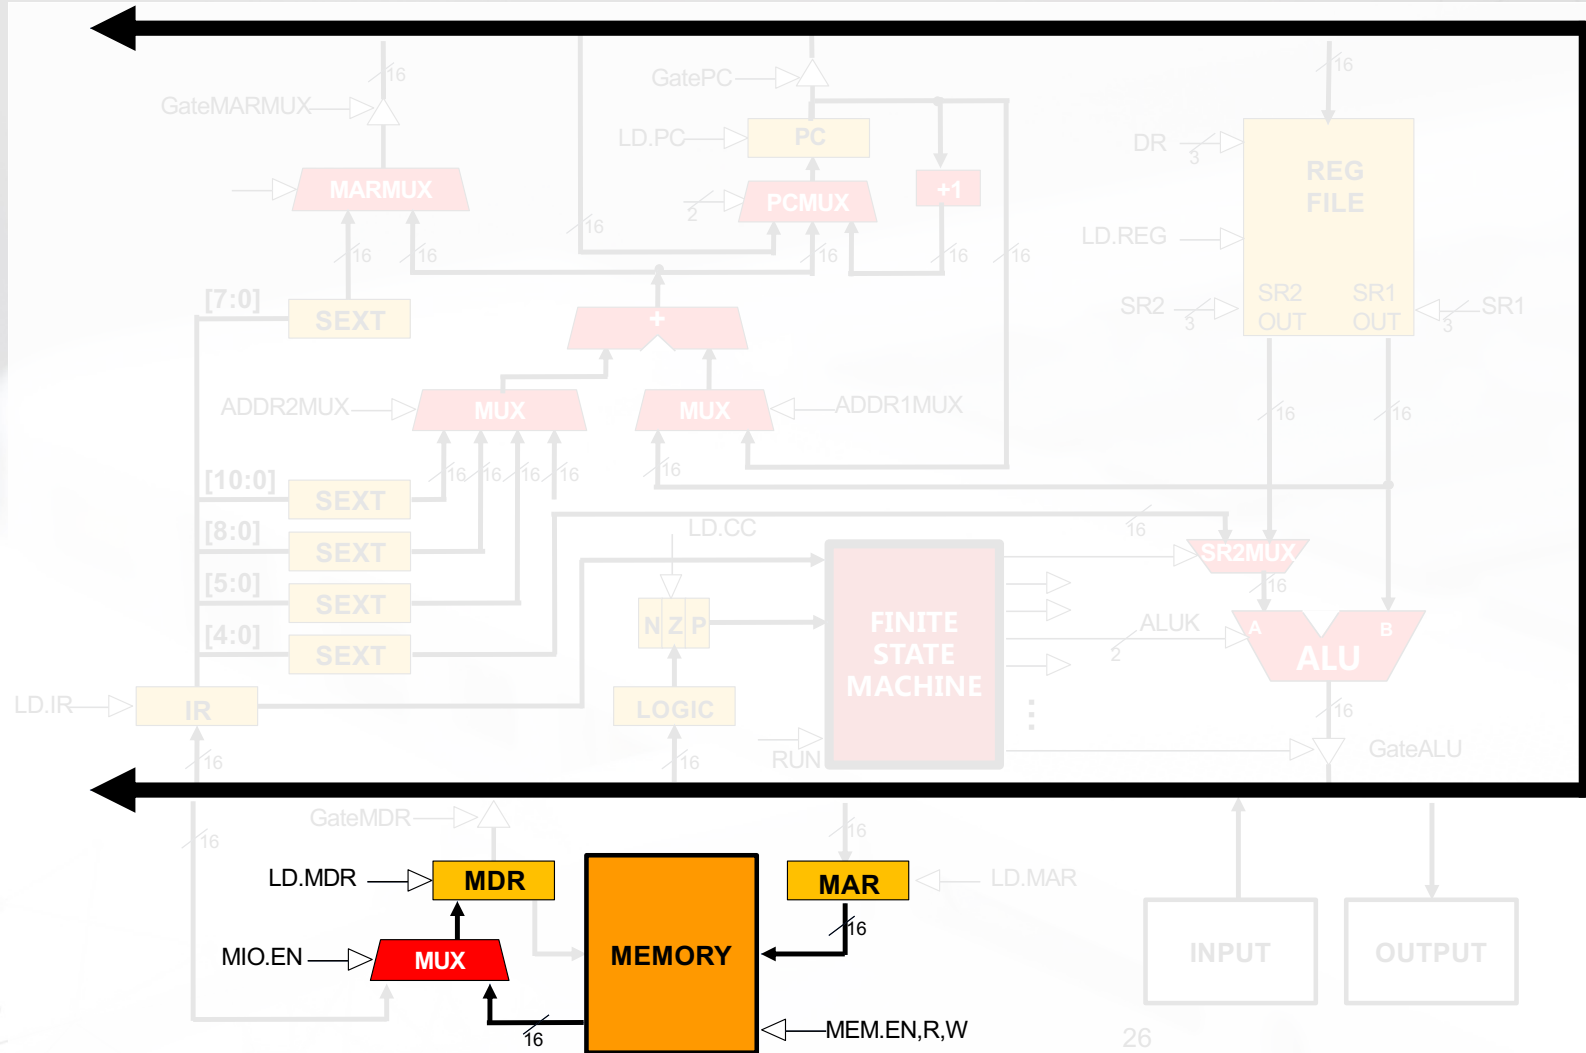 16
GatePC
16
GateMARMUX
LD.PC
PC
DR
3
REG
FILE
MARMUX
PCMUX
2
+1
16
LD.REG
16
16
16
16
16
[7:0]
SEXT
+
SR2
3
SR2
OUT
SR1
OUT
3
SR1
ADDR2MUX
MUX
MUX
ADDR1MUX
16
16
[10:0]
SEXT
16
16
16
16
16
[8:0]
SEXT
LD.CC
16
SR2MUX
[5:0]
SEXT
16
[4:0]
SEXT
N Z P
FINITE
STATE
MACHINE
ALUK
2
A
B
ALU
LD.IR
IR
LOGIC
16
⋮
16
16
RUN
GateALU
GateMDR
16
16
LD.MDR
MDR
MAR
LD.MAR
16
MIO.EN
MUX
MEMORY
INPUT
OUTPUT
16
MEM.EN,R,W
26